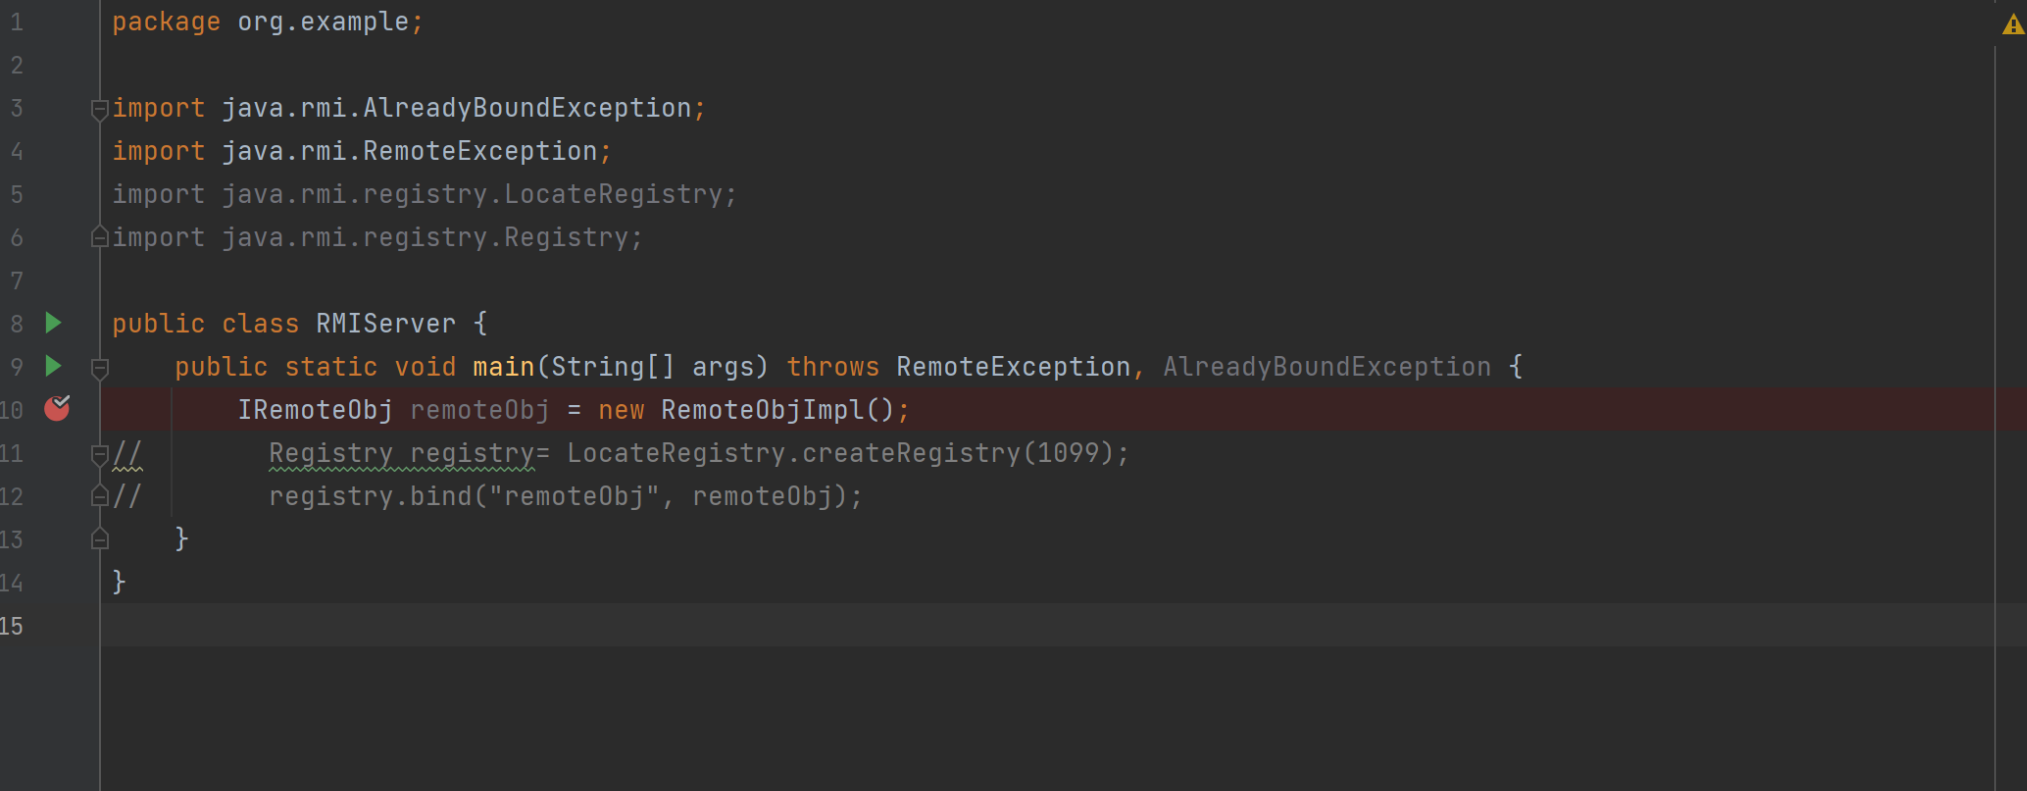 1 package org.example;
2
3 import java.rmi.AlreadyBoundException;
4 import java.rmi.RemoteException;
5 import java.rmi.registry.LocateRegistry;
6 import java.rmi.registry.Registry;
7
8 public class RMIServer {
9     public static void main(String[] args) throws RemoteException, AlreadyBoundException {
10         IRemoteObj remoteObj = new RemoteObjImpl();
11 //        Registry registry= LocateRegistry.createRegistry(1099);
12 //        registry.bind("remoteObj", remoteObj);
13     }
14 }
15